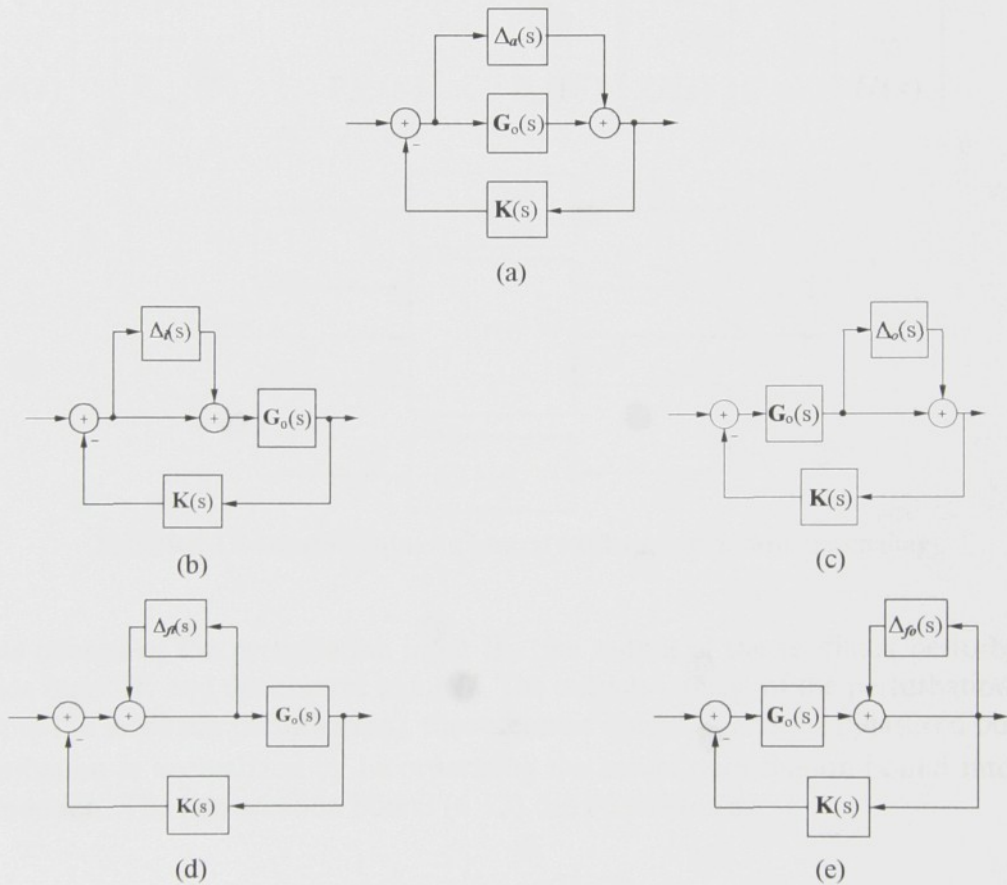 Δa(s)
+
Go(s)
+
-
K(s)
(a)
Δi(s)
+
+
Go(s)
-
K(s)
(b)
Δo(s)
+
Go(s)
+
-
K(s)
(c)
Δfi(s)
+
+
Go(s)
-
K(s)
(d)
Δfo(s)
+
Go(s)
+
-
K(s)
(e)